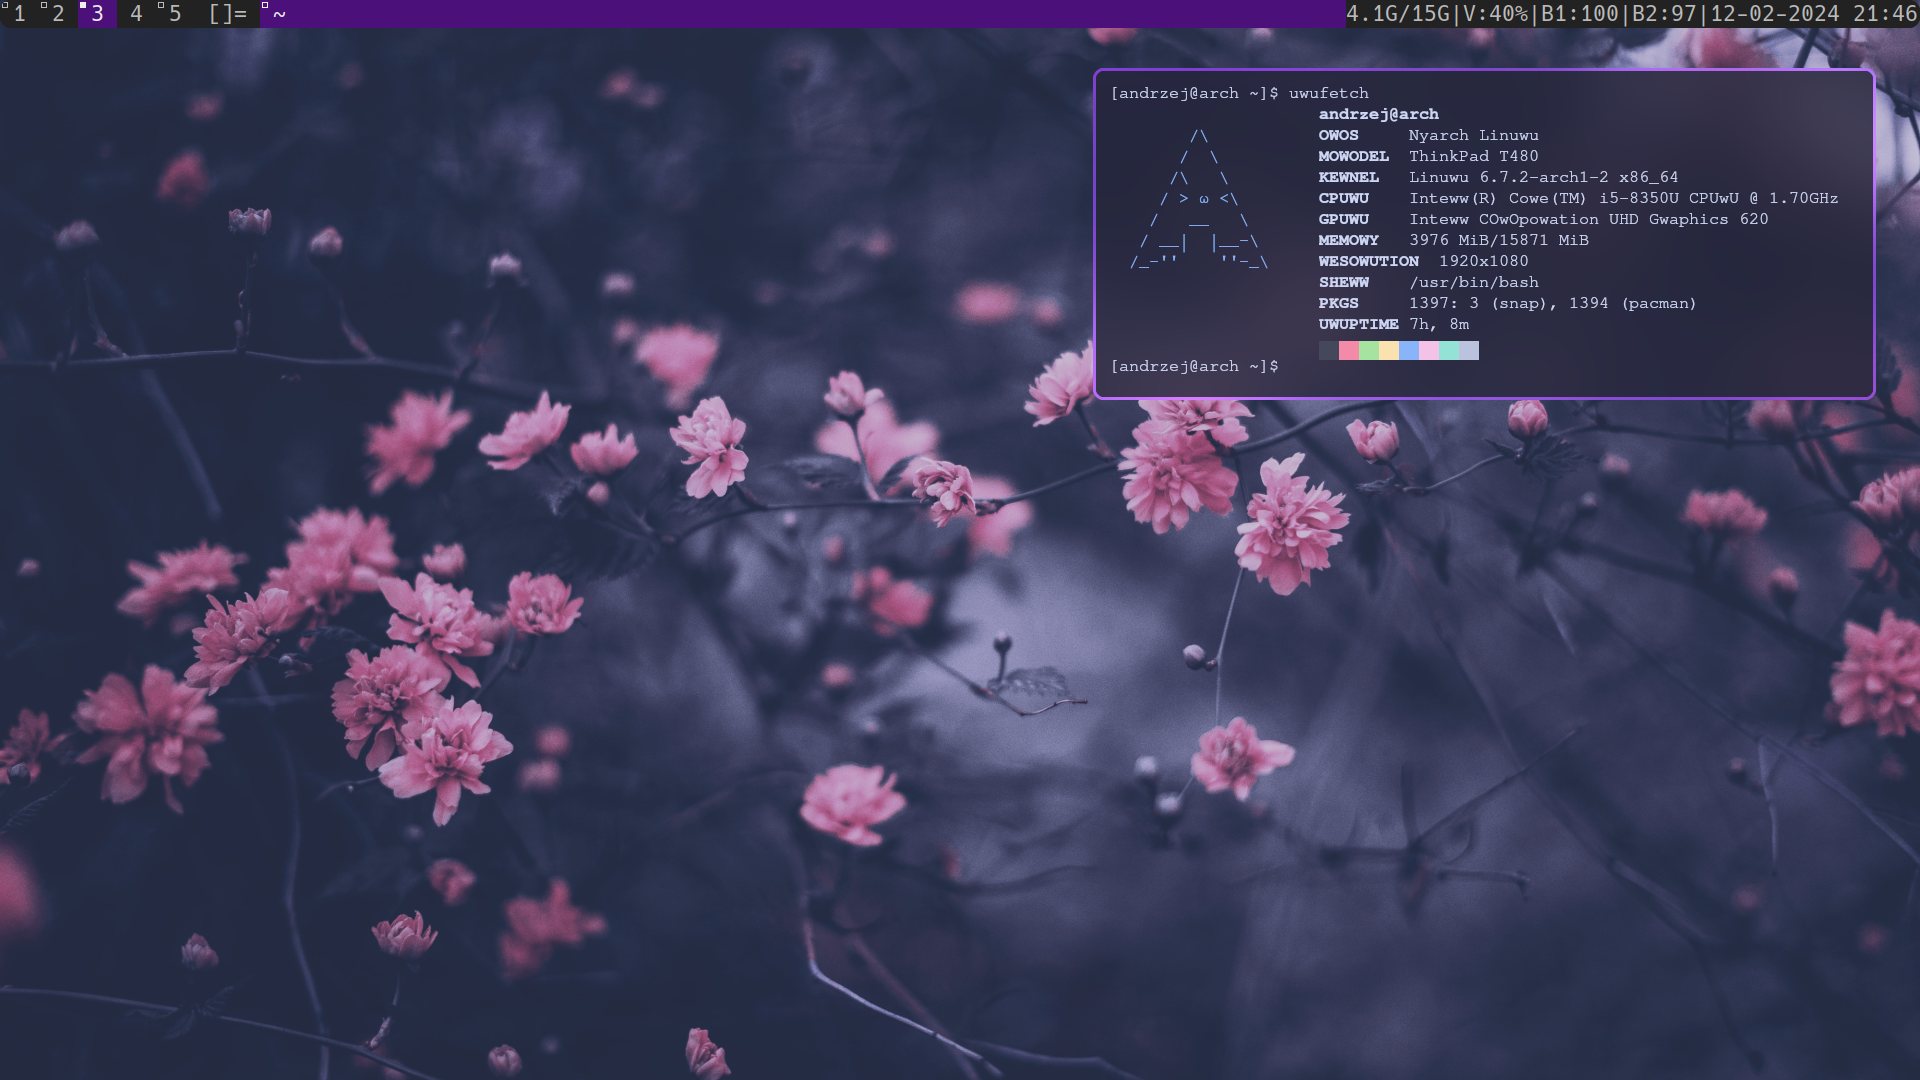 1 2 3 4 5 []= ~ 4.1G/15G|V:40%|B1:100|B2:97|12-02-2024 21:46
[andrzej@arch ~]$ uwufetch
andrzej@arch
/\ OWOS Nyarch Linuwu
/ \ MOWODEL ThinkPad T480
/\ \ KEWNEL Linuwu 6.7.2-arch1-2 x86_64
/ > ω <\ CPUWU Inteww(R) Cowe(TM) i5-8350U CPUwU @ 1.70GHz
/ __ \ GPUWU Inteww COwOpowation UHD Gwaphics 620
/ __| |__-\ MEMOWY 3976 MiB/15871 MiB
/_-'' ''-_\ WESOWUTION 1920x1080
SHEWW /usr/bin/bash
PKGS 1397: 3 (snap), 1394 (pacman)
UWUPTIME 7h, 8m
[andrzej@arch ~]$